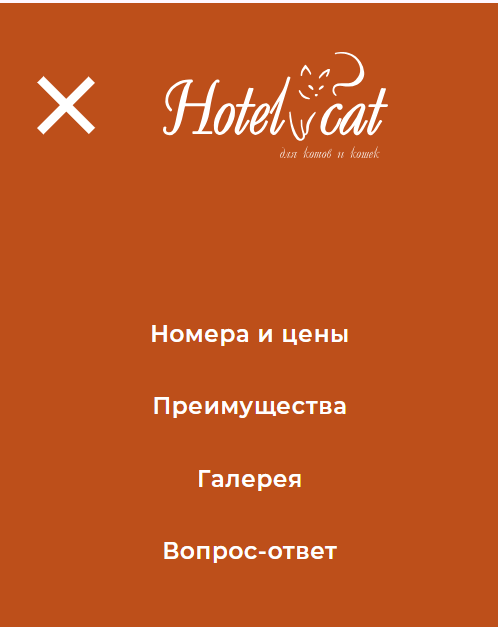 Hotel cat
для котов и кошек
Номера и цены
Преимущества
Галерея
Вопрос-ответ